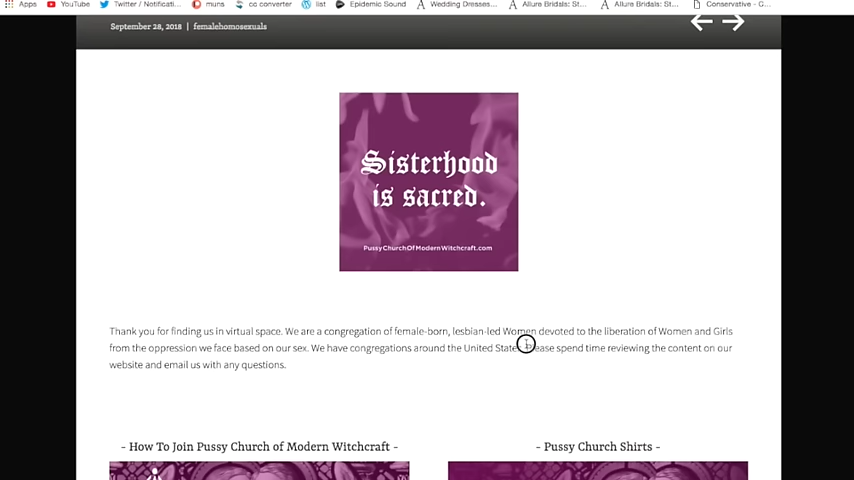 Apps YouTube Twitter / Notificati... muns co converter list Epidemic Sound Wedding Dresses... Allure Bridals: St... Allure Bridals: St... Conservative - G...
September 28, 2018 | femalehomosexuals
Sisterhood
is sacred.
PussyChurchOfModernWitchcraft.com
Thank you for finding us in virtual space. We are a congregation of female-born, lesbian-led Women devoted to the liberation of Women and Girls
from the oppression we face based on our sex. We have congregations around the United States. Please spend time reviewing the content on our
website and email us with any questions.
- How To Join Pussy Church of Modern Witchcraft -
- Pussy Church Shirts -